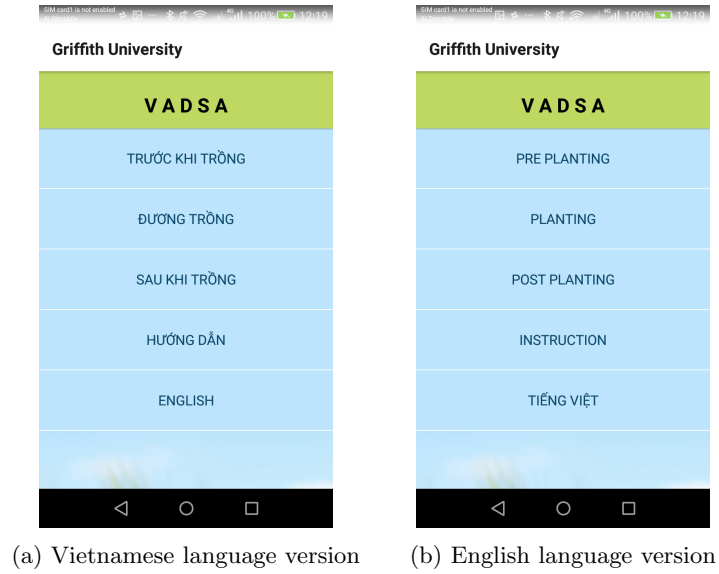 SIM card1 is not enabled
4G 100% 12:19
Griffith University
VADSA
TRƯỚC KHI TRỒNG
ĐƯƠNG TRỒNG
SAU KHI TRỒNG
HƯỚNG DẪN
ENGLISH
(a) Vietnamese language version
SIM card1 is not enabled
4G 100% 12:19
Griffith University
VADSA
PRE PLANTING
PLANTING
POST PLANTING
INSTRUCTION
TIẾNG VIỆT
(b) English language version